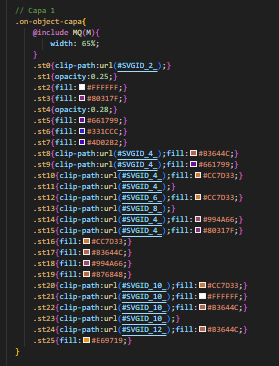 // Capa 1
.on-object-capa{
@include MQ(M){
width: 65%;
}
.st0{clip-path:url(#SVGID_2_);}
.st1{opacity:0.25;}
.st2{fill:#FFFFFF;}
.st3{fill:#80317F;}
.st4{opacity:0.28;}
.st5{fill:#661799;}
.st6{fill:#331CCC;}
.st7{fill:#4D02B2;}
.st8{clip-path:url(#SVGID_4_);fill:#B3644C;}
.st9{clip-path:url(#SVGID_4_);fill:#661799;}
.st10{clip-path:url(#SVGID_4_);fill:#CC7D33;}
.st11{clip-path:url(#SVGID_4_);}
.st12{clip-path:url(#SVGID_6_);fill:#CC7D33;}
.st13{clip-path:url(#SVGID_8_);}
.st14{clip-path:url(#SVGID_4_);fill:#994A66;}
.st15{clip-path:url(#SVGID_4_);fill:#80317F;}
.st16{fill:#CC7D33;}
.st17{fill:#B3644C;}
.st18{fill:#994A66;}
.st19{fill:#B76848;}
.st20{clip-path:url(#SVGID_10_);fill:#CC7D33;}
.st21{clip-path:url(#SVGID_10_);fill:#FFFFFF;}
.st22{clip-path:url(#SVGID_10_);fill:#B3644C;}
.st23{clip-path:url(#SVGID_10_);}
.st24{clip-path:url(#SVGID_12_);fill:#B3644C;}
.st25{fill:#E69719;}
}